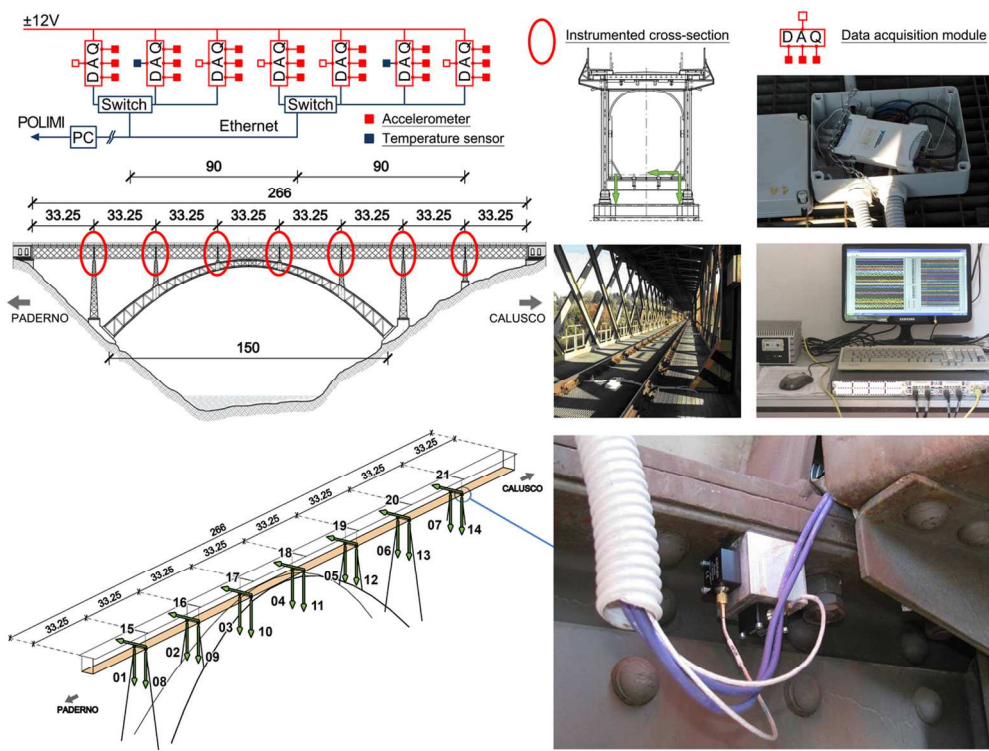 ±12V
DAQ DAQ DAQ DAQ DAQ DAQ DAQ
Switch
Switch
POLIMI
PC
Ethernet
Accelerometer
Temperature sensor
Instrumented cross-section
DAQ
Data acquisition module
90
90
266
33.25 33.25 33.25 33.25 33.25 33.25 33.25 33.25
PADERNO
CALUSCO
150
SAMSUNG
33.25
33.25
33.25
33.25
33.25
33.25
33.25
33.25
266
CALUSCO
21
20
19
18
17
16
15
07
14
06
13
05
12
04
11
03
10
02
09
01
08
PADERNO